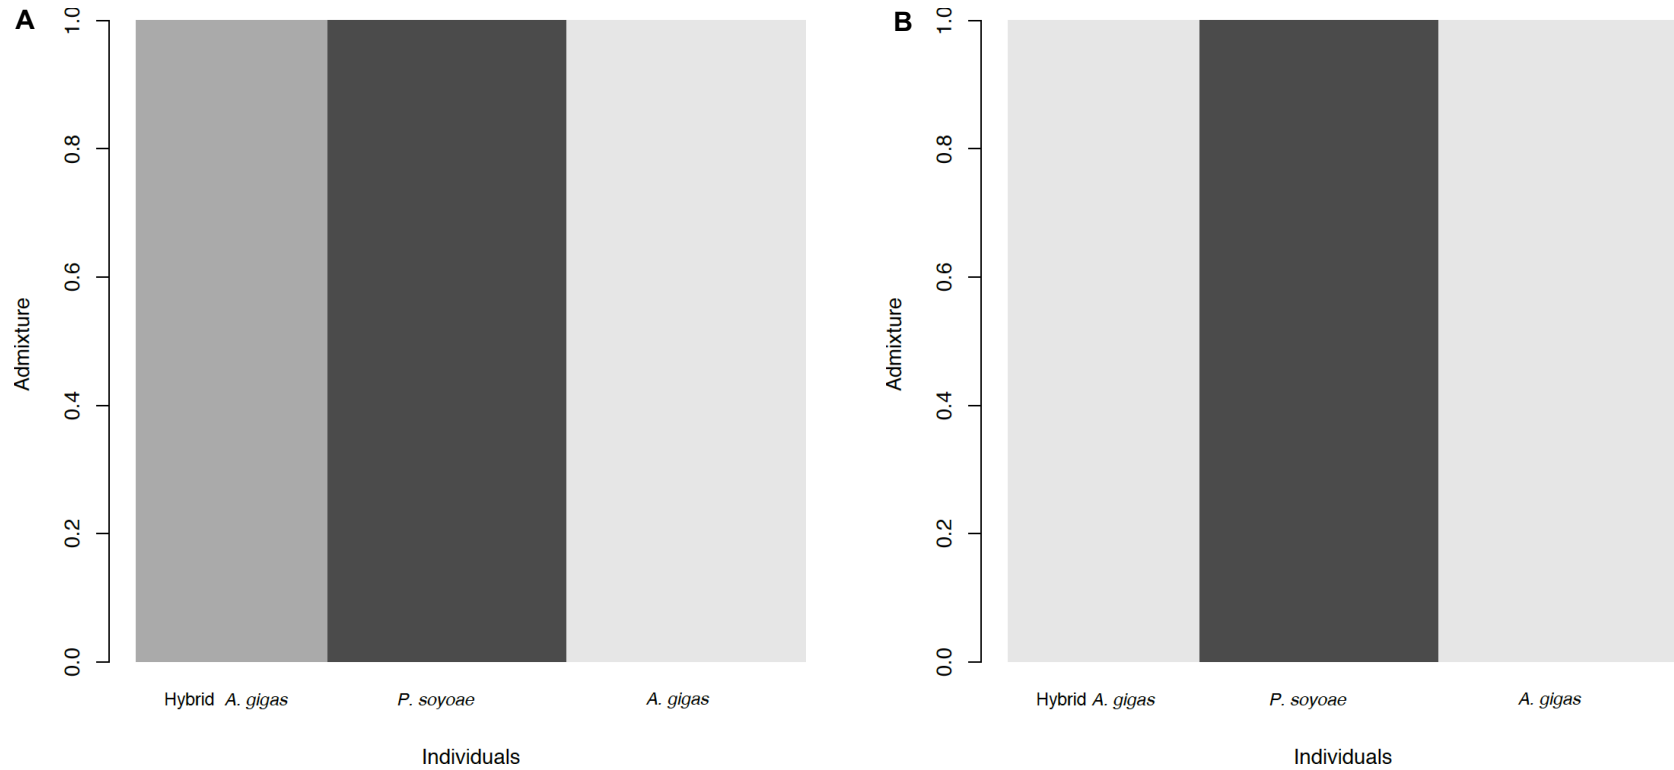 A
1.0
0.8
0.6
0.4
0.2
0.0
Admixture
Hybrid A. gigas
P. soyoae
A. gigas
Individuals
B
1.0
0.8
0.6
0.4
0.2
0.0
Admixture
Hybrid A. gigas
P. soyoae
A. gigas
Individuals